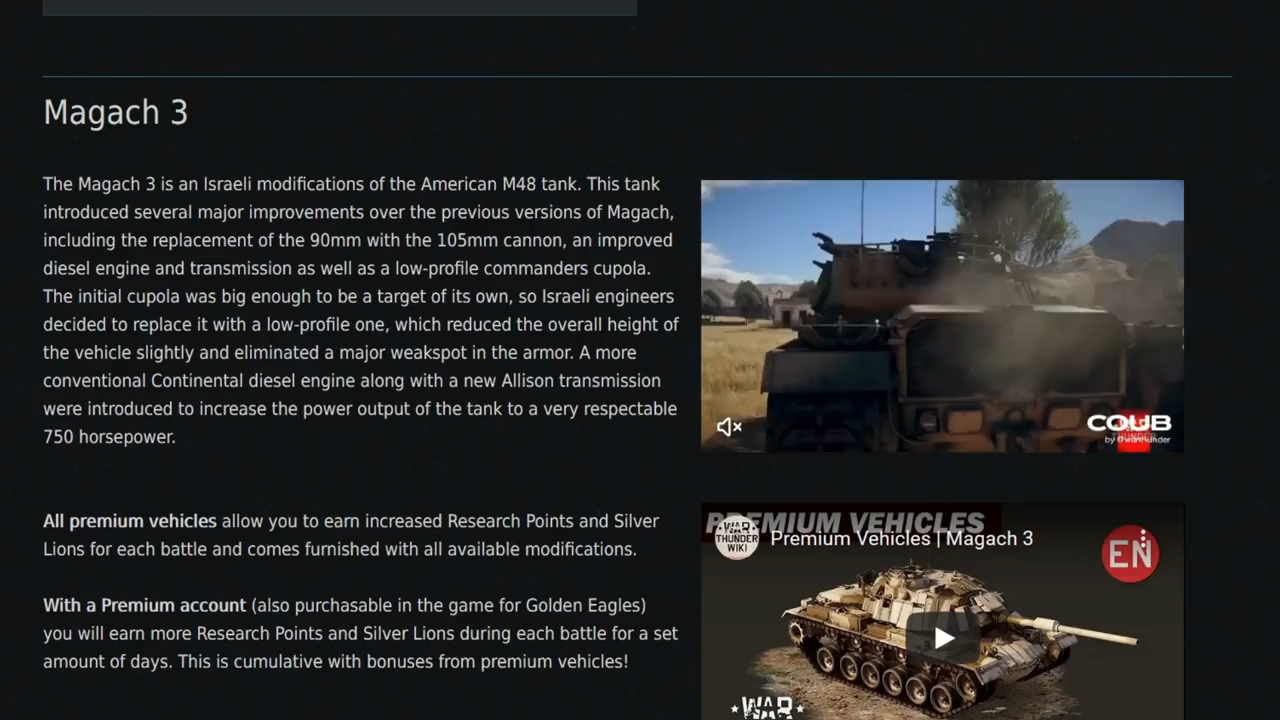 Magach 3
The Magach 3 is an Israeli modifications of the American M48 tank. This tank
introduced several major improvements over the previous versions of Magach,
including the replacement of the 90mm with the 105mm cannon, an improved
diesel engine and transmission as well as a low-profile commanders cupola.
The initial cupola was big enough to be a target of its own, so Israeli engineers
decided to replace it with a low-profile one, which reduced the overall height of
the vehicle slightly and eliminated a major weakspot in the armor. A more
conventional Continental diesel engine along with a new Allison transmission
were introduced to increase the power output of the tank to a very respectable
750 horsepower.
COUB
THUNDER
by @warthunder
All premium vehicles allow you to earn increased Research Points and Silver
Lions for each battle and comes furnished with all available modifications.
With a Premium account (also purchasable in the game for Golden Eagles)
you will earn more Research Points and Silver Lions during each battle for a set
amount of days. This is cumulative with bonuses from premium vehicles!
PREMIUM VEHICLES
WAR
THUNDER
WIKI
Premium Vehicles | Magach 3
EN
WAR